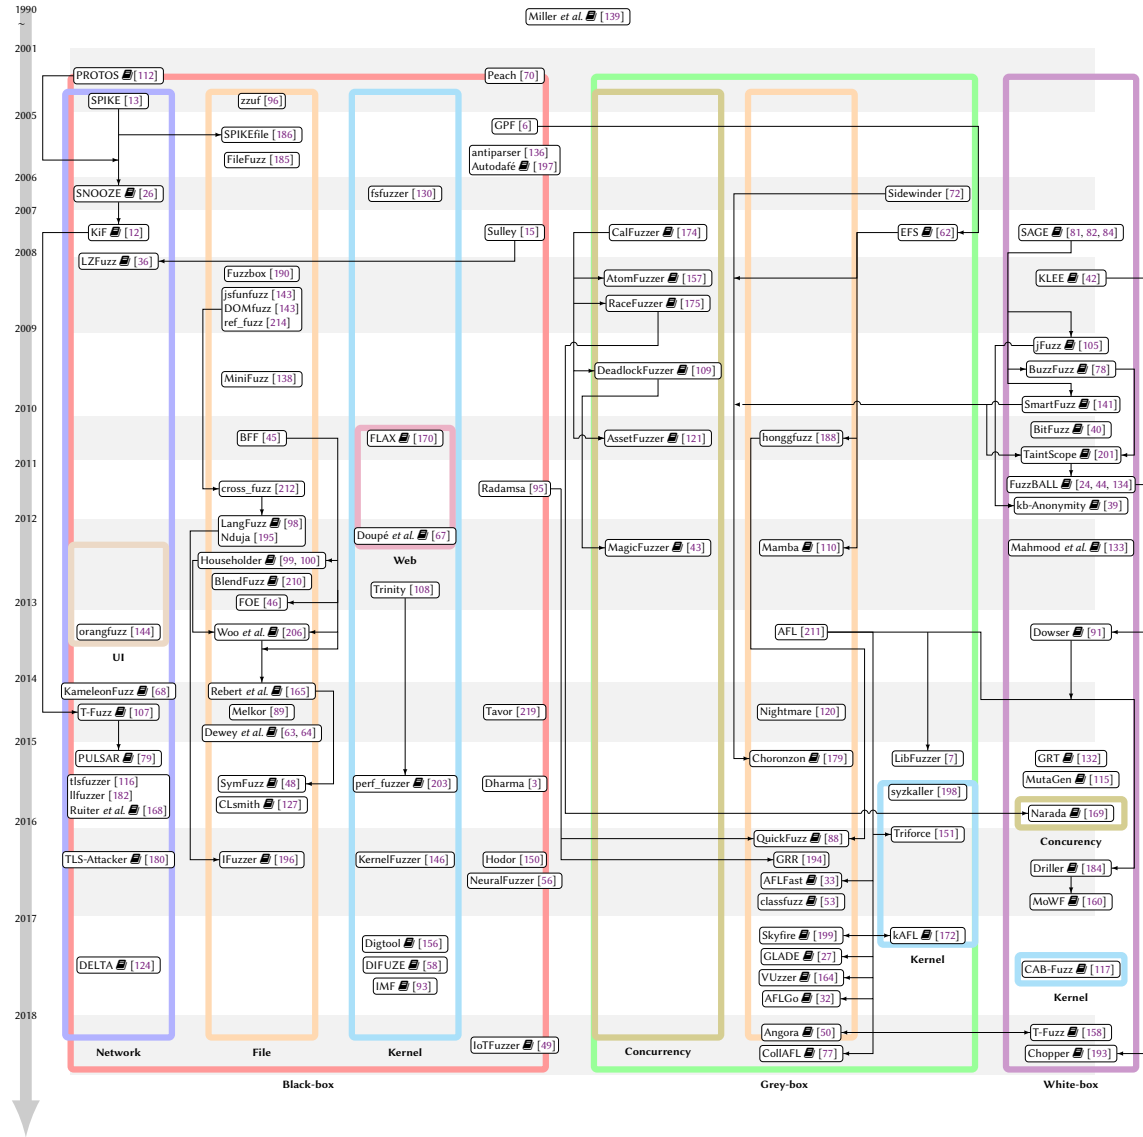 1990
~
Miller et al. [139]
2001
PROTOS [112]
Peach [70]
SPIKE [13]
zzuf [96]
2005
GPF [6]
SPIKEfile [186]
FileFuzz [185]
antiparser [136]
Autodafé [197]
2006
SNOOZE [26]
fsfuzzer [130]
Sidewinder [72]
2007
KiF [12]
Sulley [15]
CalFuzzer [174]
EFS [62]
SAGE [81, 82, 84]
2008
LZFuzz [36]
Fuzzbox [190]
AtomFuzzer [157]
KLEE [42]
jsfunfuzz [143]
DOMfuzz [143]
ref_fuzz [214]
RaceFuzzer [175]
2009
jFuzz [105]
DeadlockFuzzer [109]
BuzzFuzz [78]
MiniFuzz [138]
2010
SmartFuzz [141]
BitFuzz [40]
BFF [45]
FLAX [170]
AssetFuzzer [121]
honggfuzz [188]
TaintScope [201]
2011
cross_fuzz [212]
Radamsa [95]
FuzzBALL [24, 44, 134]
kb-Anonymity [39]
2012
LangFuzz [98]
Nduja [195]
Doupé et al. [67]
MagicFuzzer [43]
Mamba [110]
Mahmood et al. [133]
Web
Householder [99, 100]
BlendFuzz [210]
Trinity [108]
2013
FOE [46]
orangfuzz [144]
Woo et al. [206]
AFL [211]
Dowser [91]
UI
2014
KameleonFuzz [68]
Rebert et al. [165]
T-Fuzz [107]
Melkor [89]
Tavor [219]
Nightmare [120]
Dewey et al. [63, 64]
2015
PULSAR [79]
Choronzon [179]
LibFuzzer [7]
GRT [132]
tlsfuzzer [116]
llfuzzer [182]
Ruiter et al. [168]
SymFuzz [48]
perf_fuzzer [203]
Dharma [3]
syzkaller [198]
MutaGen [115]
CLsmith [127]
Narada [169]
2016
Concurency
QuickFuzz [88]
Triforce [151]
TLS-Attacker [180]
IFuzzer [196]
KernelFuzzer [146]
Hodor [150]
GRR [194]
Driller [184]
NeuralFuzzer [56]
AFLFast [33]
classfuzz [53]
MoWF [160]
2017
Skyfire [199]
kAFL [172]
Digtool [156]
GLADE [27]
Kernel
DELTA [124]
DIFUZE [58]
CAB-Fuzz [117]
VUzzer [164]
IMF [93]
AFLGo [32]
Kernel
2018
Angora [50]
T-Fuzz [158]
IoTFuzzer [49]
Network
File
Kernel
Concurrency
CollAFL [77]
Chopper [193]
Black-box
Grey-box
White-box